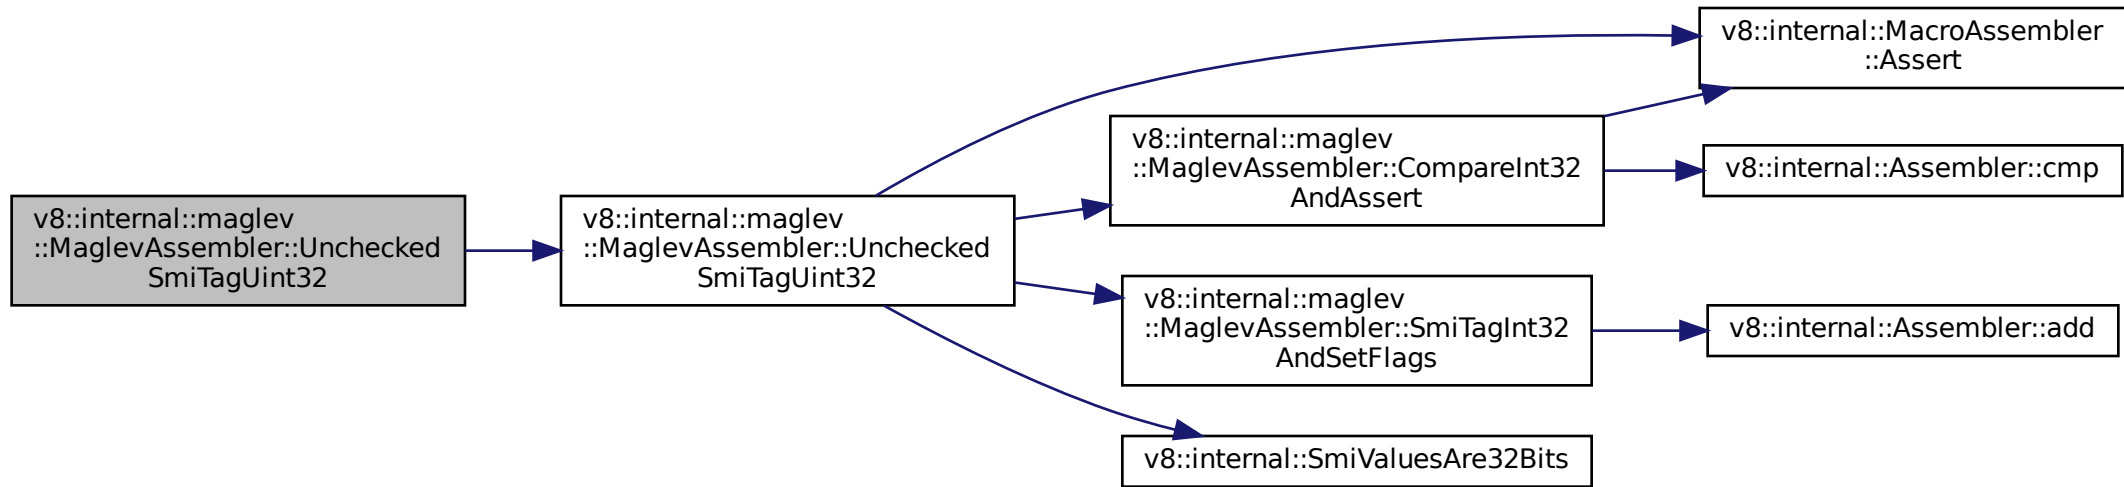 v8::internal::maglev
::MaglevAssembler::Unchecked
SmiTagUint32
v8::internal::maglev
::MaglevAssembler::Unchecked
SmiTagUint32
v8::internal::MacroAssembler
::Assert
v8::internal::maglev
::MaglevAssembler::CompareInt32
AndAssert
v8::internal::Assembler::cmp
v8::internal::maglev
::MaglevAssembler::SmiTagInt32
AndSetFlags
v8::internal::Assembler::add
v8::internal::SmiValuesAre32Bits